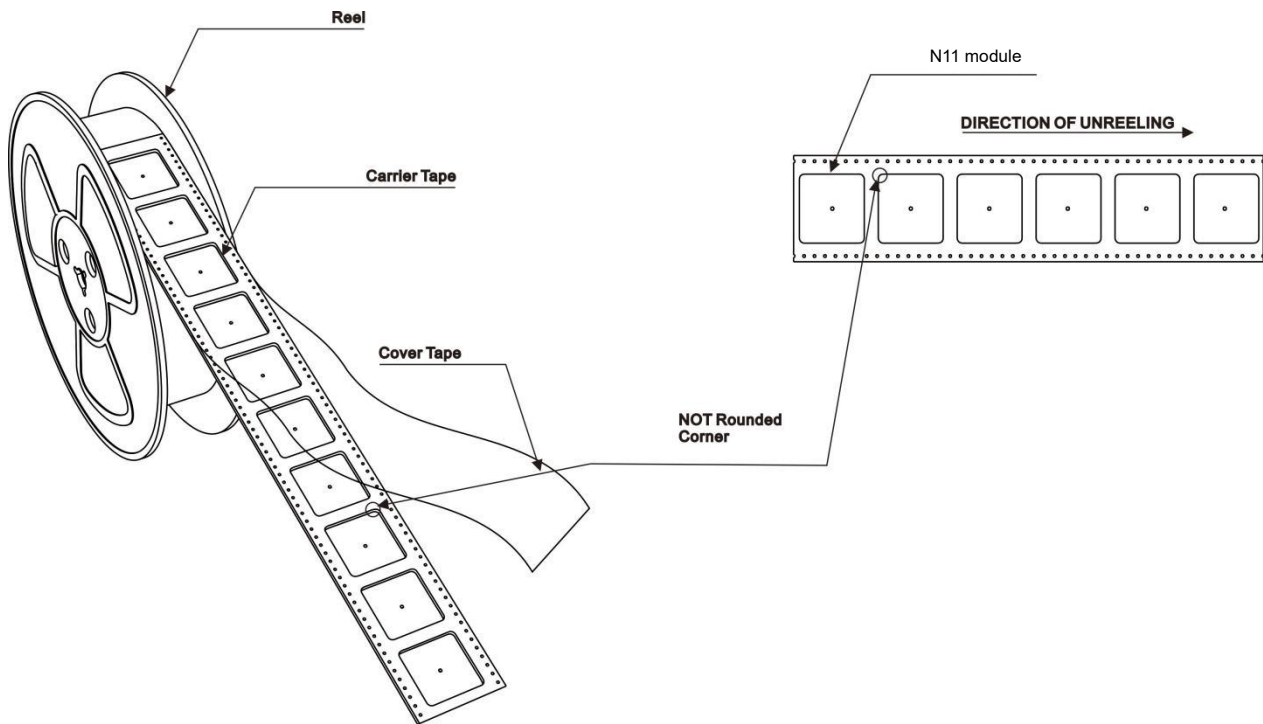 Reel
N11 module
DIRECTION OF UNREELING
Carrier Tape
Cover Tape
NOT Rounded
Corner